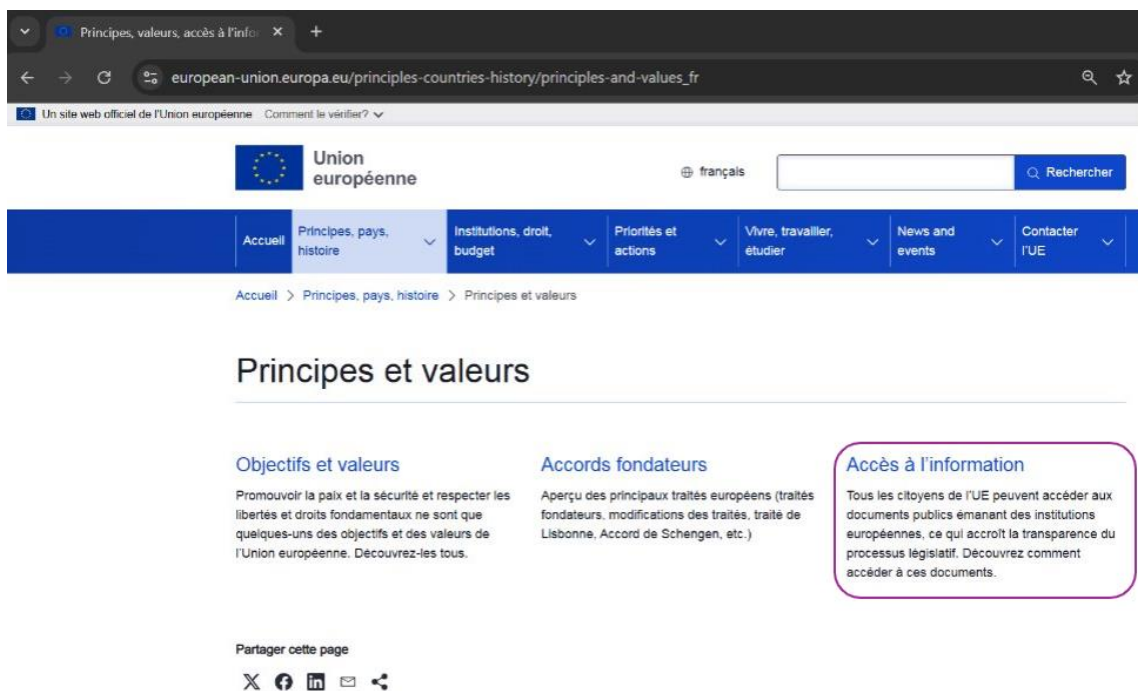 Principes, valeurs, accès à l'info
european-union.europa.eu/principles-countries-history/principles-and-values_fr
Un site web officiel de l'Union européenne Comment le vérifier?
Union
européenne
français
Rechercher
Accueil
Principes, pays,
histoire
Institutions, droit,
budget
Priorités et
actions
Vivre, travailler,
étudier
News and
events
Contacter
l'UE
Accueil > Principes, pays, histoire > Principes et valeurs
Principes et valeurs
Objectifs et valeurs
Promouvoir la paix et la sécurité et respecter les
libertés et droits fondamentaux ne sont que
quelques-uns des objectifs et des valeurs de
l'Union européenne. Découvrez-les tous.
Accords fondateurs
Aperçu des principaux traités européens (traités
fondateurs, modifications des traités, traité de
Lisbonne, Accord de Schengen, etc.)
Accès à l'information
Tous les citoyens de l'UE peuvent accéder aux
documents publics émanant des institutions
européennes, ce qui accroît la transparence du
processus législatif. Découvrez comment
accéder à ces documents.
Partager cette page